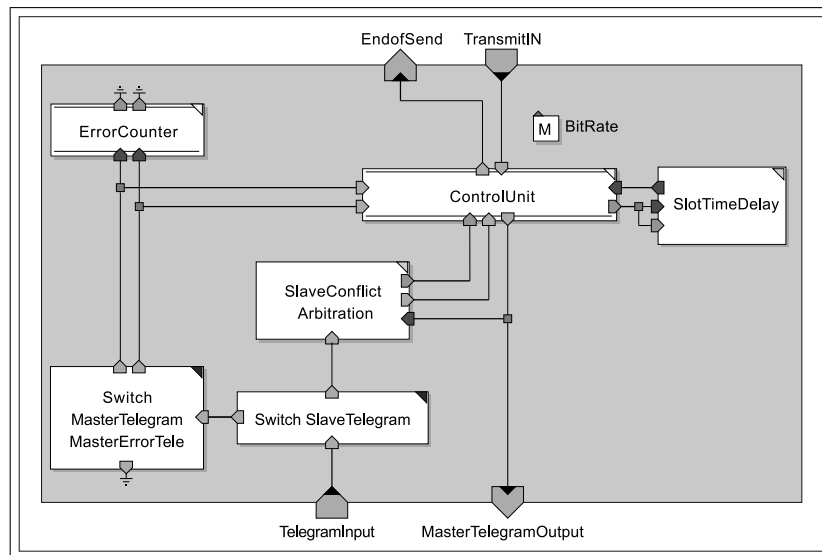 EndofSend
TransmitIN
ErrorCounter
M
BitRate
ControlUnit
SlotTimeDelay
SlaveConflict
Arbitration
Switch
MasterTelegram
MasterErrorTele
Switch SlaveTelegram
TelegramInput
MasterTelegramOutput